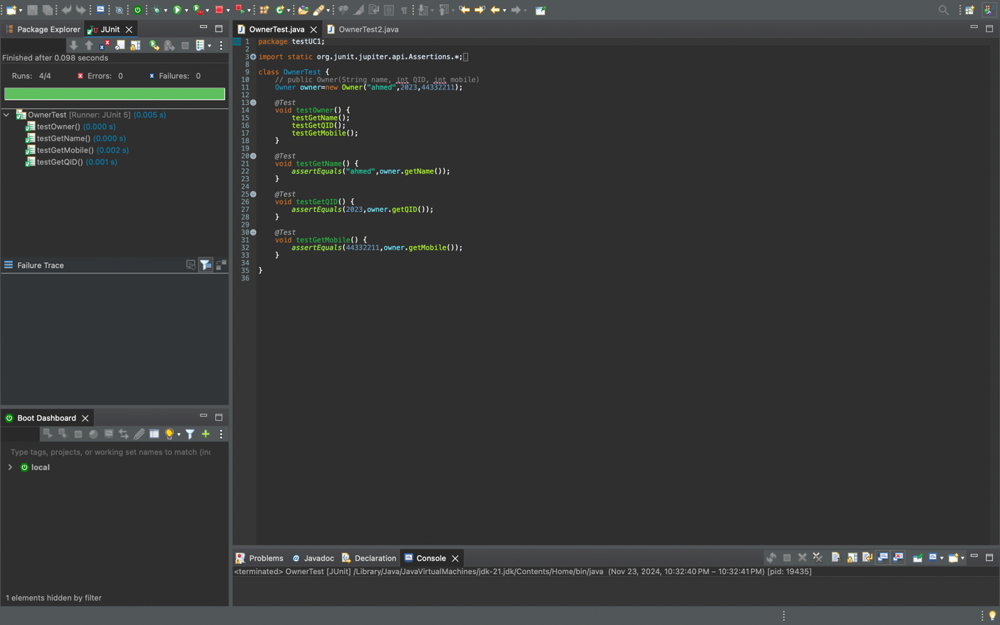 Package Explorer
JUnit
Finished after 0.098 seconds
Runs: 4/4 Errors: 0 Failures: 0
OwnerTest [Runner: JUnit 5] (0.005 s)
testOwner() (0.000 s)
testGetName() (0.000 s)
testGetMobile() (0.002 s)
testGetQID() (0.001 s)
Failure Trace
Boot Dashboard
Type tags, projects, or working set names to match (inc
local
1 elements hidden by filter
OwnerTest.java
OwnerTest2.java
1 package testUC1;
2
3 import static org.junit.jupiter.api.Assertions.*;
8
9 class OwnerTest {
10 // public Owner(String name, int QID, int mobile)
11 Owner owner=new Owner("ahmed",2023,44332211);
12
13 @Test
14 void testOwner() {
15 testGetName();
16 testGetQID();
17 testGetMobile();
18 }
19
20 @Test
21 void testGetName() {
22 assertEquals("ahmed",owner.getName());
23 }
24
25 @Test
26 void testGetQID() {
27 assertEquals(2023,owner.getQID());
28 }
29
30 @Test
31 void testGetMobile() {
32 assertEquals(44332211,owner.getMobile());
33 }
34
35 }
36
Problems
Javadoc
Declaration
Console
<terminated> OwnerTest [JUnit] /Library/Java/JavaVirtualMachines/jdk-21.jdk/Contents/Home/bin/java (Nov 23, 2024, 10:32:40 PM – 10:32:41 PM) [pid: 19435]